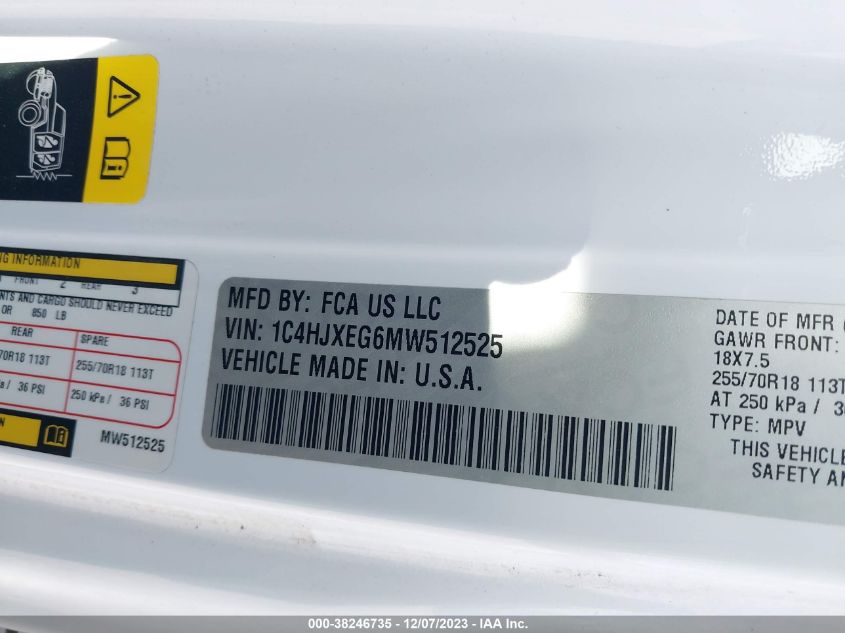 NG INFORMATION
FRONT 2 REAR 3
NTS AND CARGO SHOULD NEVER EXCEED
OR 850 LB
REAR SPARE
70R18 113T 255/70R18 113T
/ 36 PSI 250 kPa / 36 PSI
MW512525
MFD BY: FCA US LLC
VIN: 1C4HJXEG6MW512525
VEHICLE MADE IN: U.S.A.
DATE OF MFR
GAWR FRONT:
18X7.5
255/70R18 113T
AT 250 kPa /
TYPE: MPV
THIS VEHICLE
SAFETY
000-38246735 - 12/07/2023 - IAA Inc.